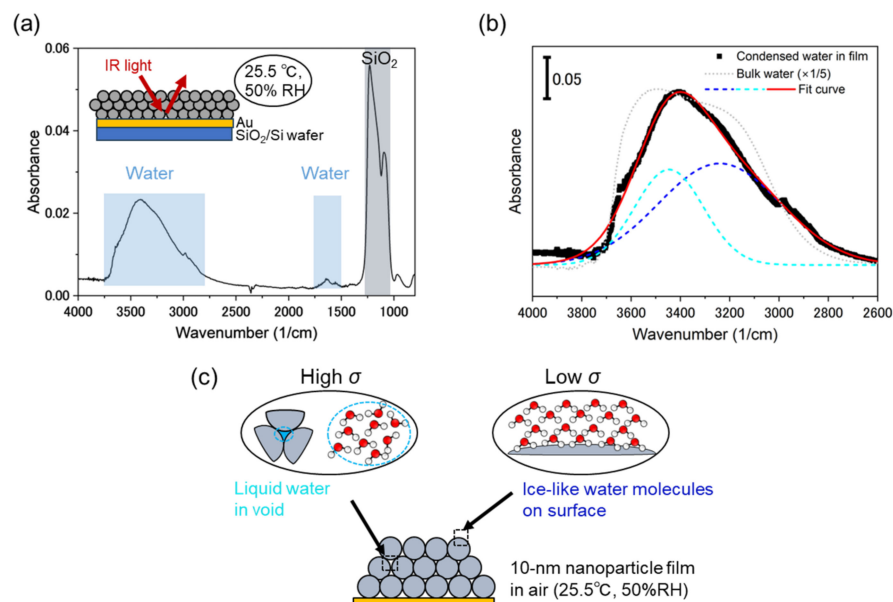 (a)
0.06
0.05
0.04
0.02
0.01
0.00
Absorbance
IR light
25.5 ℃,
50% RH
SiO2
Au
SiO2/Si wafer
Water
Water
4000
3500
3000
2500
2000
1500
1000
Wavenumber (1/cm)
(b)
0.05
Absorbance
Condensed water in film
Bulk water (×1/5)
Fit curve
4000
3800
3600
3400
3200
3000
2800
2600
Wavenumber (1/cm)
(c)
High σ
Low σ
Liquid water
in void
Ice-like water molecules
on surface
10-nm nanoparticle film
in air (25.5℃, 50%RH)